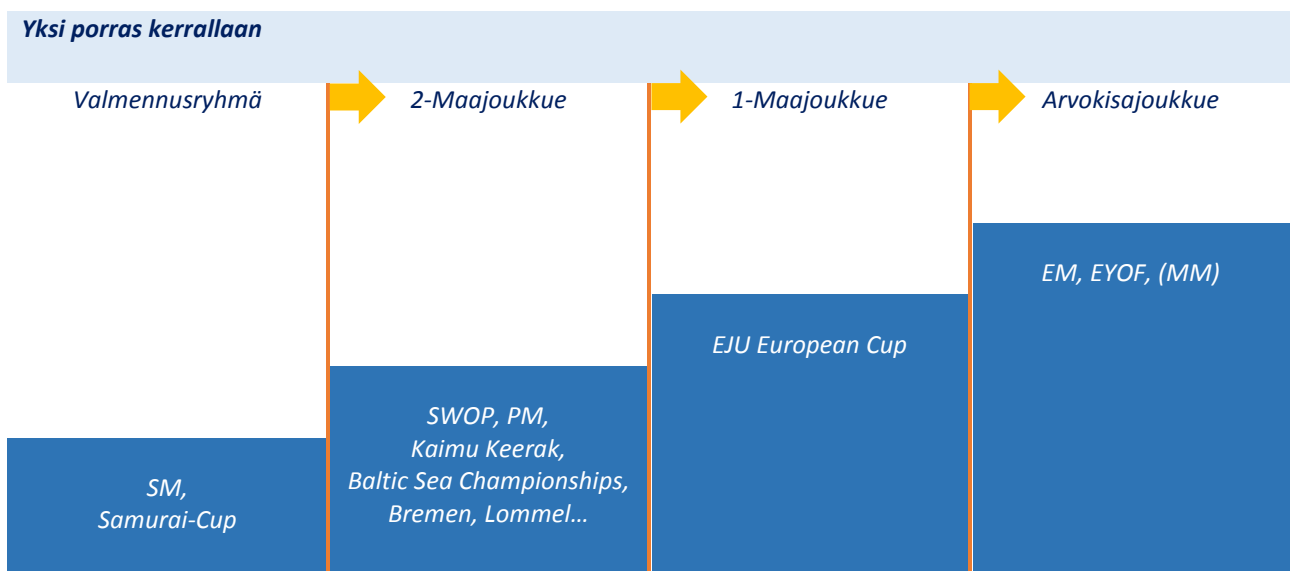 Yksi porras kerrallaan
Valmennusryhmä
2-Maajoukkue
1-Maajoukkue
Arvokisajoukkue
SM,
Samurai-Cup
SWOP, PM,
Kaimu Keerak,
Baltic Sea Championships,
Bremen, Lommel…
EJU European Cup
EM, EYOF, (MM)